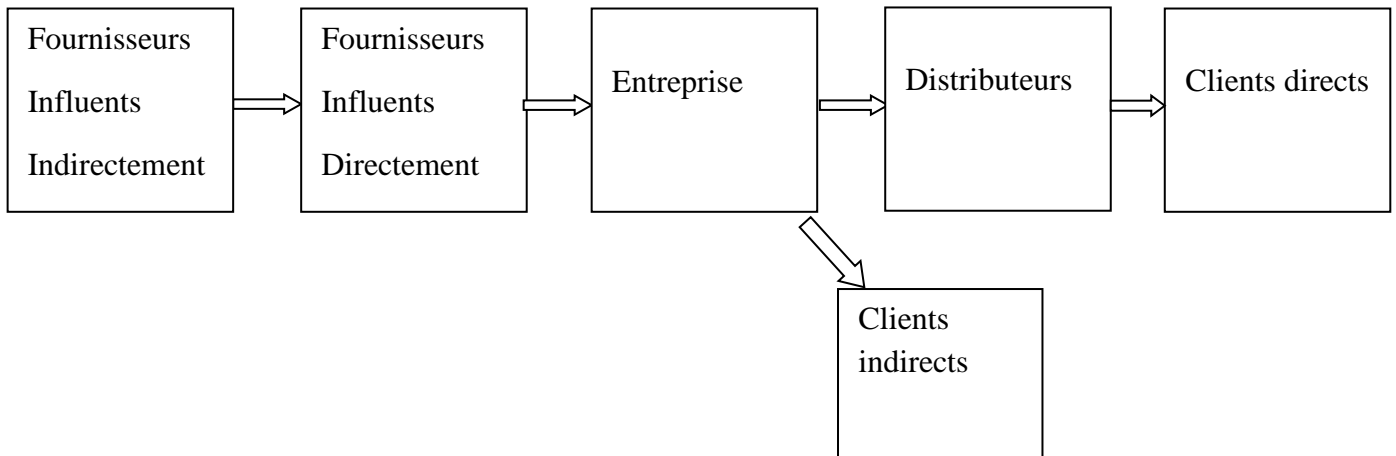 Fournisseurs
Influents
Indirectement
Fournisseurs
Influents
Directement
Entreprise
Distributeurs
Clients directs
Clients
indirects